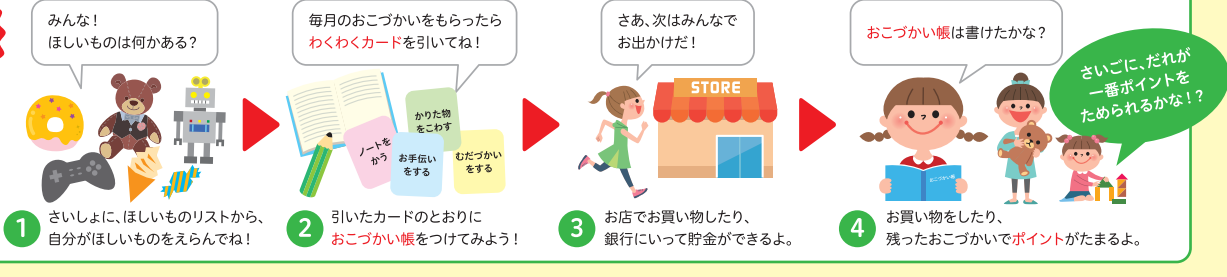 みんな！
ほしいものは何かある？
毎月のおこづかいをもらったら
わくわくカードを引いてね！
さあ、次はみんなで
お出かけだ！
おこづかい帳は書けたかな？
さいごに、だれが
一番ポイントを
ためられるかな！？
かりた物
をこわす
ノートを
かう
お手伝い
をする
むだづかい
をする
STORE
おこづかい帳
1 さいしょに、ほしいものリストから、
自分がほしいものをえらんでね！
2 引いたカードのとおりに
おこづかい帳をつけてみよう！
3 お店でお買い物したり、
銀行にいって貯金ができるよ。
4 お買い物をしたり、
残ったおこづかいでポイントがたまるよ。